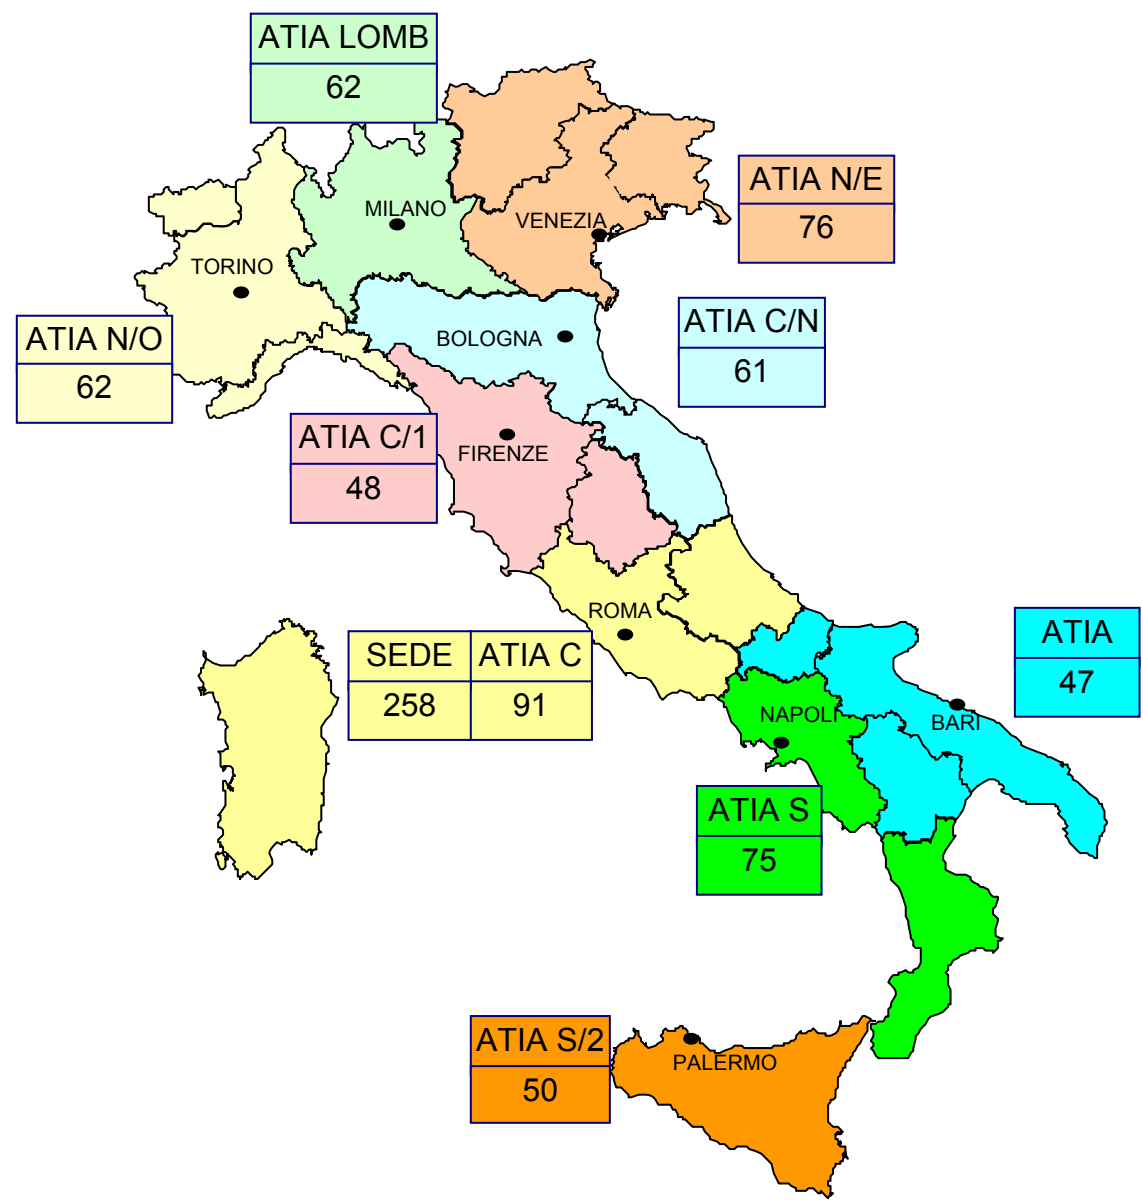 ATIA LOMB
62
ATIA N/E
76
MILANO
VENEZIA
TORINO
ATIA N/O
62
BOLOGNA
ATIA C/N
61
ATIA C/1
48
FIRENZE
ROMA
SEDE ATIA C
258 91
ATIA
47
NAPOLI
BARI
ATIA S
75
ATIA S/2
50
PALERMO